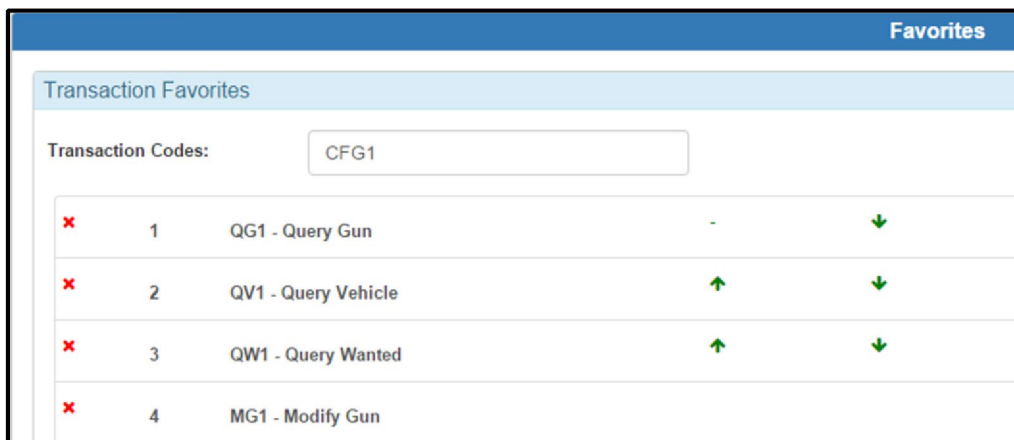 Favorites
Transaction Favorites
Transaction Codes: CFG1
1 QG1 - Query Gun -
2 QV1 - Query Vehicle
3 QW1 - Query Wanted
4 MG1 - Modify Gun